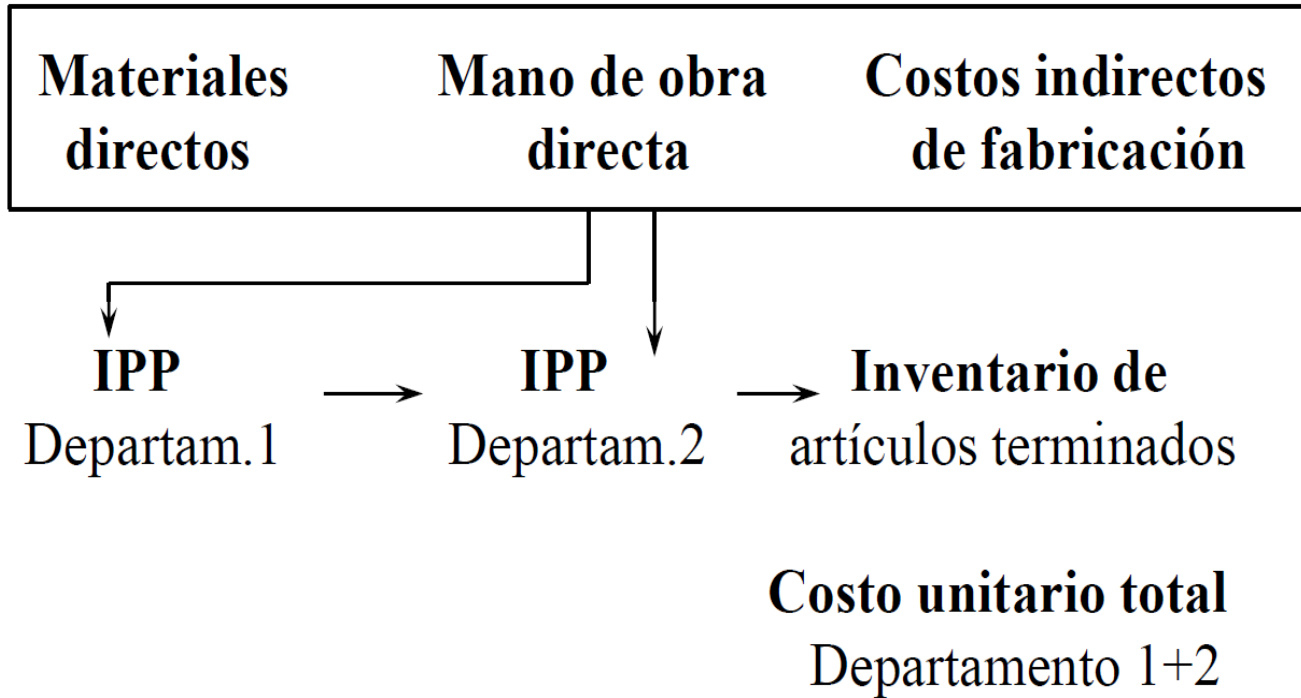 Materiales directos
Mano de obra directa
Costos indirectos de fabricación
IPP
Departam.1
IPP
Departam.2
Inventario de
artículos terminados
Costo unitario total
Departamento 1+2